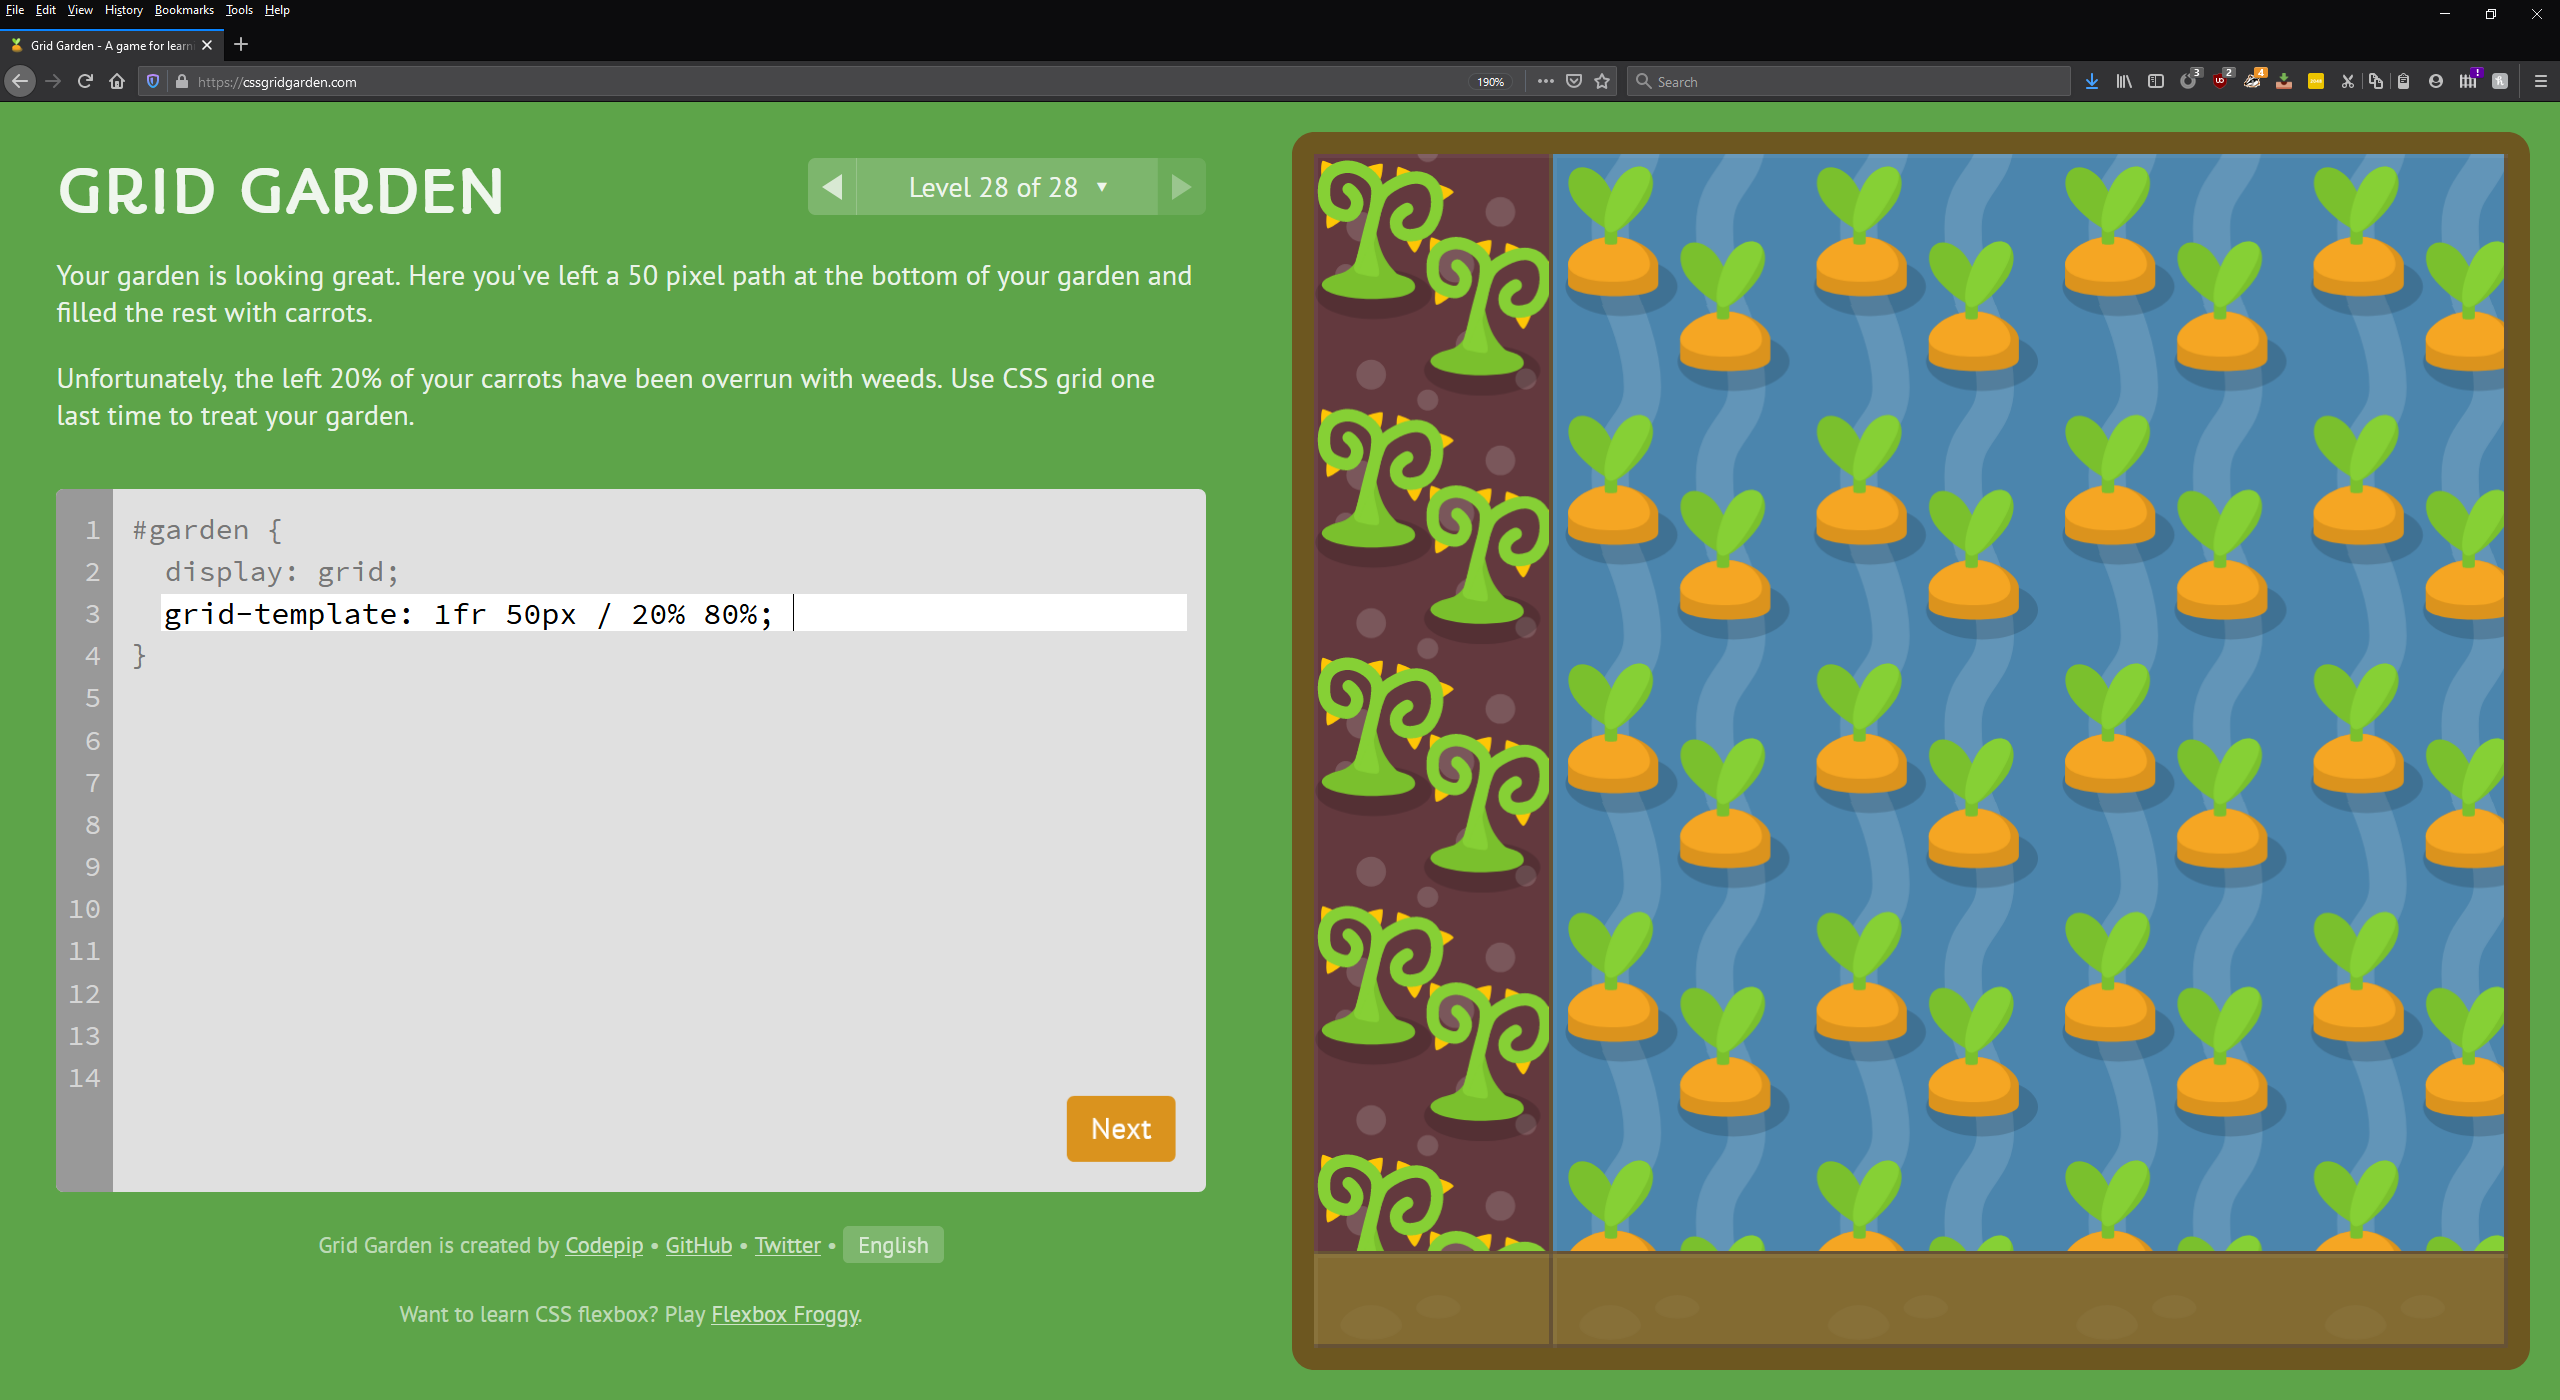 File Edit View History Bookmarks Tools Help
Grid Garden - A game for learn
https://cssgridgarden.com
190%
Search
3
2
4
GRID GARDEN
Level 28 of 28 ▼
Your garden is looking great. Here you've left a 50 pixel path at the bottom of your garden and
filled the rest with carrots.
Unfortunately, the left 20% of your carrots have been overrun with weeds. Use CSS grid one
last time to treat your garden.
1 #garden {
2 display: grid;
3 grid-template: 1fr 50px / 20% 80%;
4 }
5
6
7
8
9
10
11
12
13
14
Next
Grid Garden is created by Codepip • GitHub • Twitter • English
Want to learn CSS flexbox? Play Flexbox Froggy.